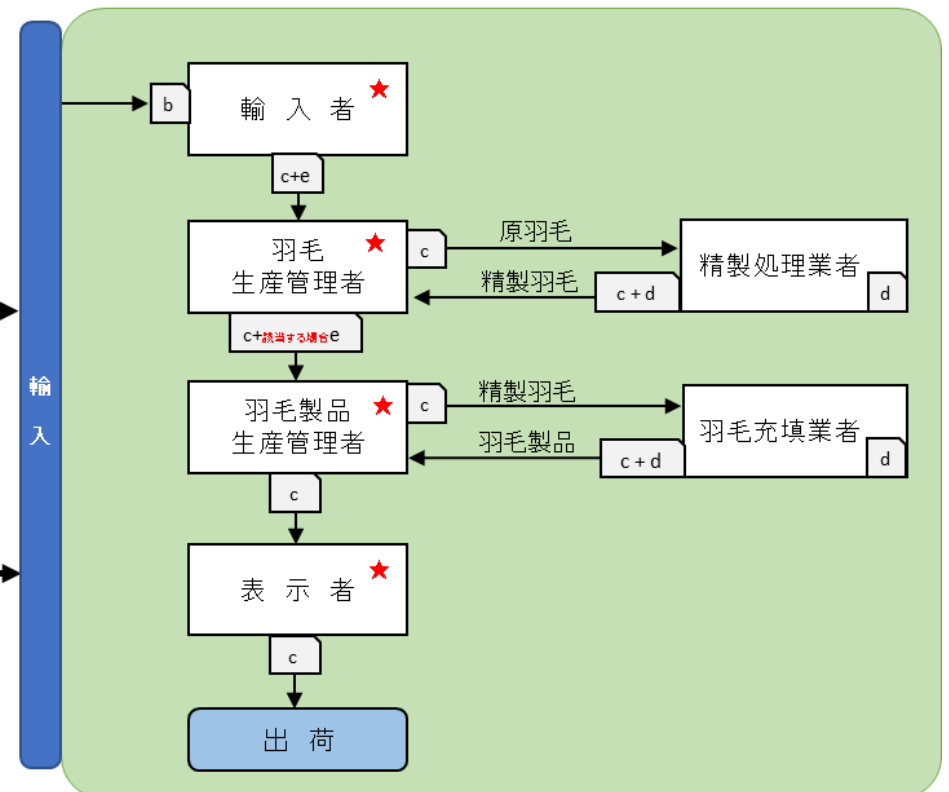 輸
入
b
輸 入 者 ★
c+e
羽毛 ★
生産管理者
c
原羽毛
精製羽毛
c + d
精製処理業者
d
c+該当する場合e
羽毛製品 ★
生産管理者
c
精製羽毛
羽毛製品
c + d
羽毛充填業者
d
c
表 示 者 ★
c
出 荷